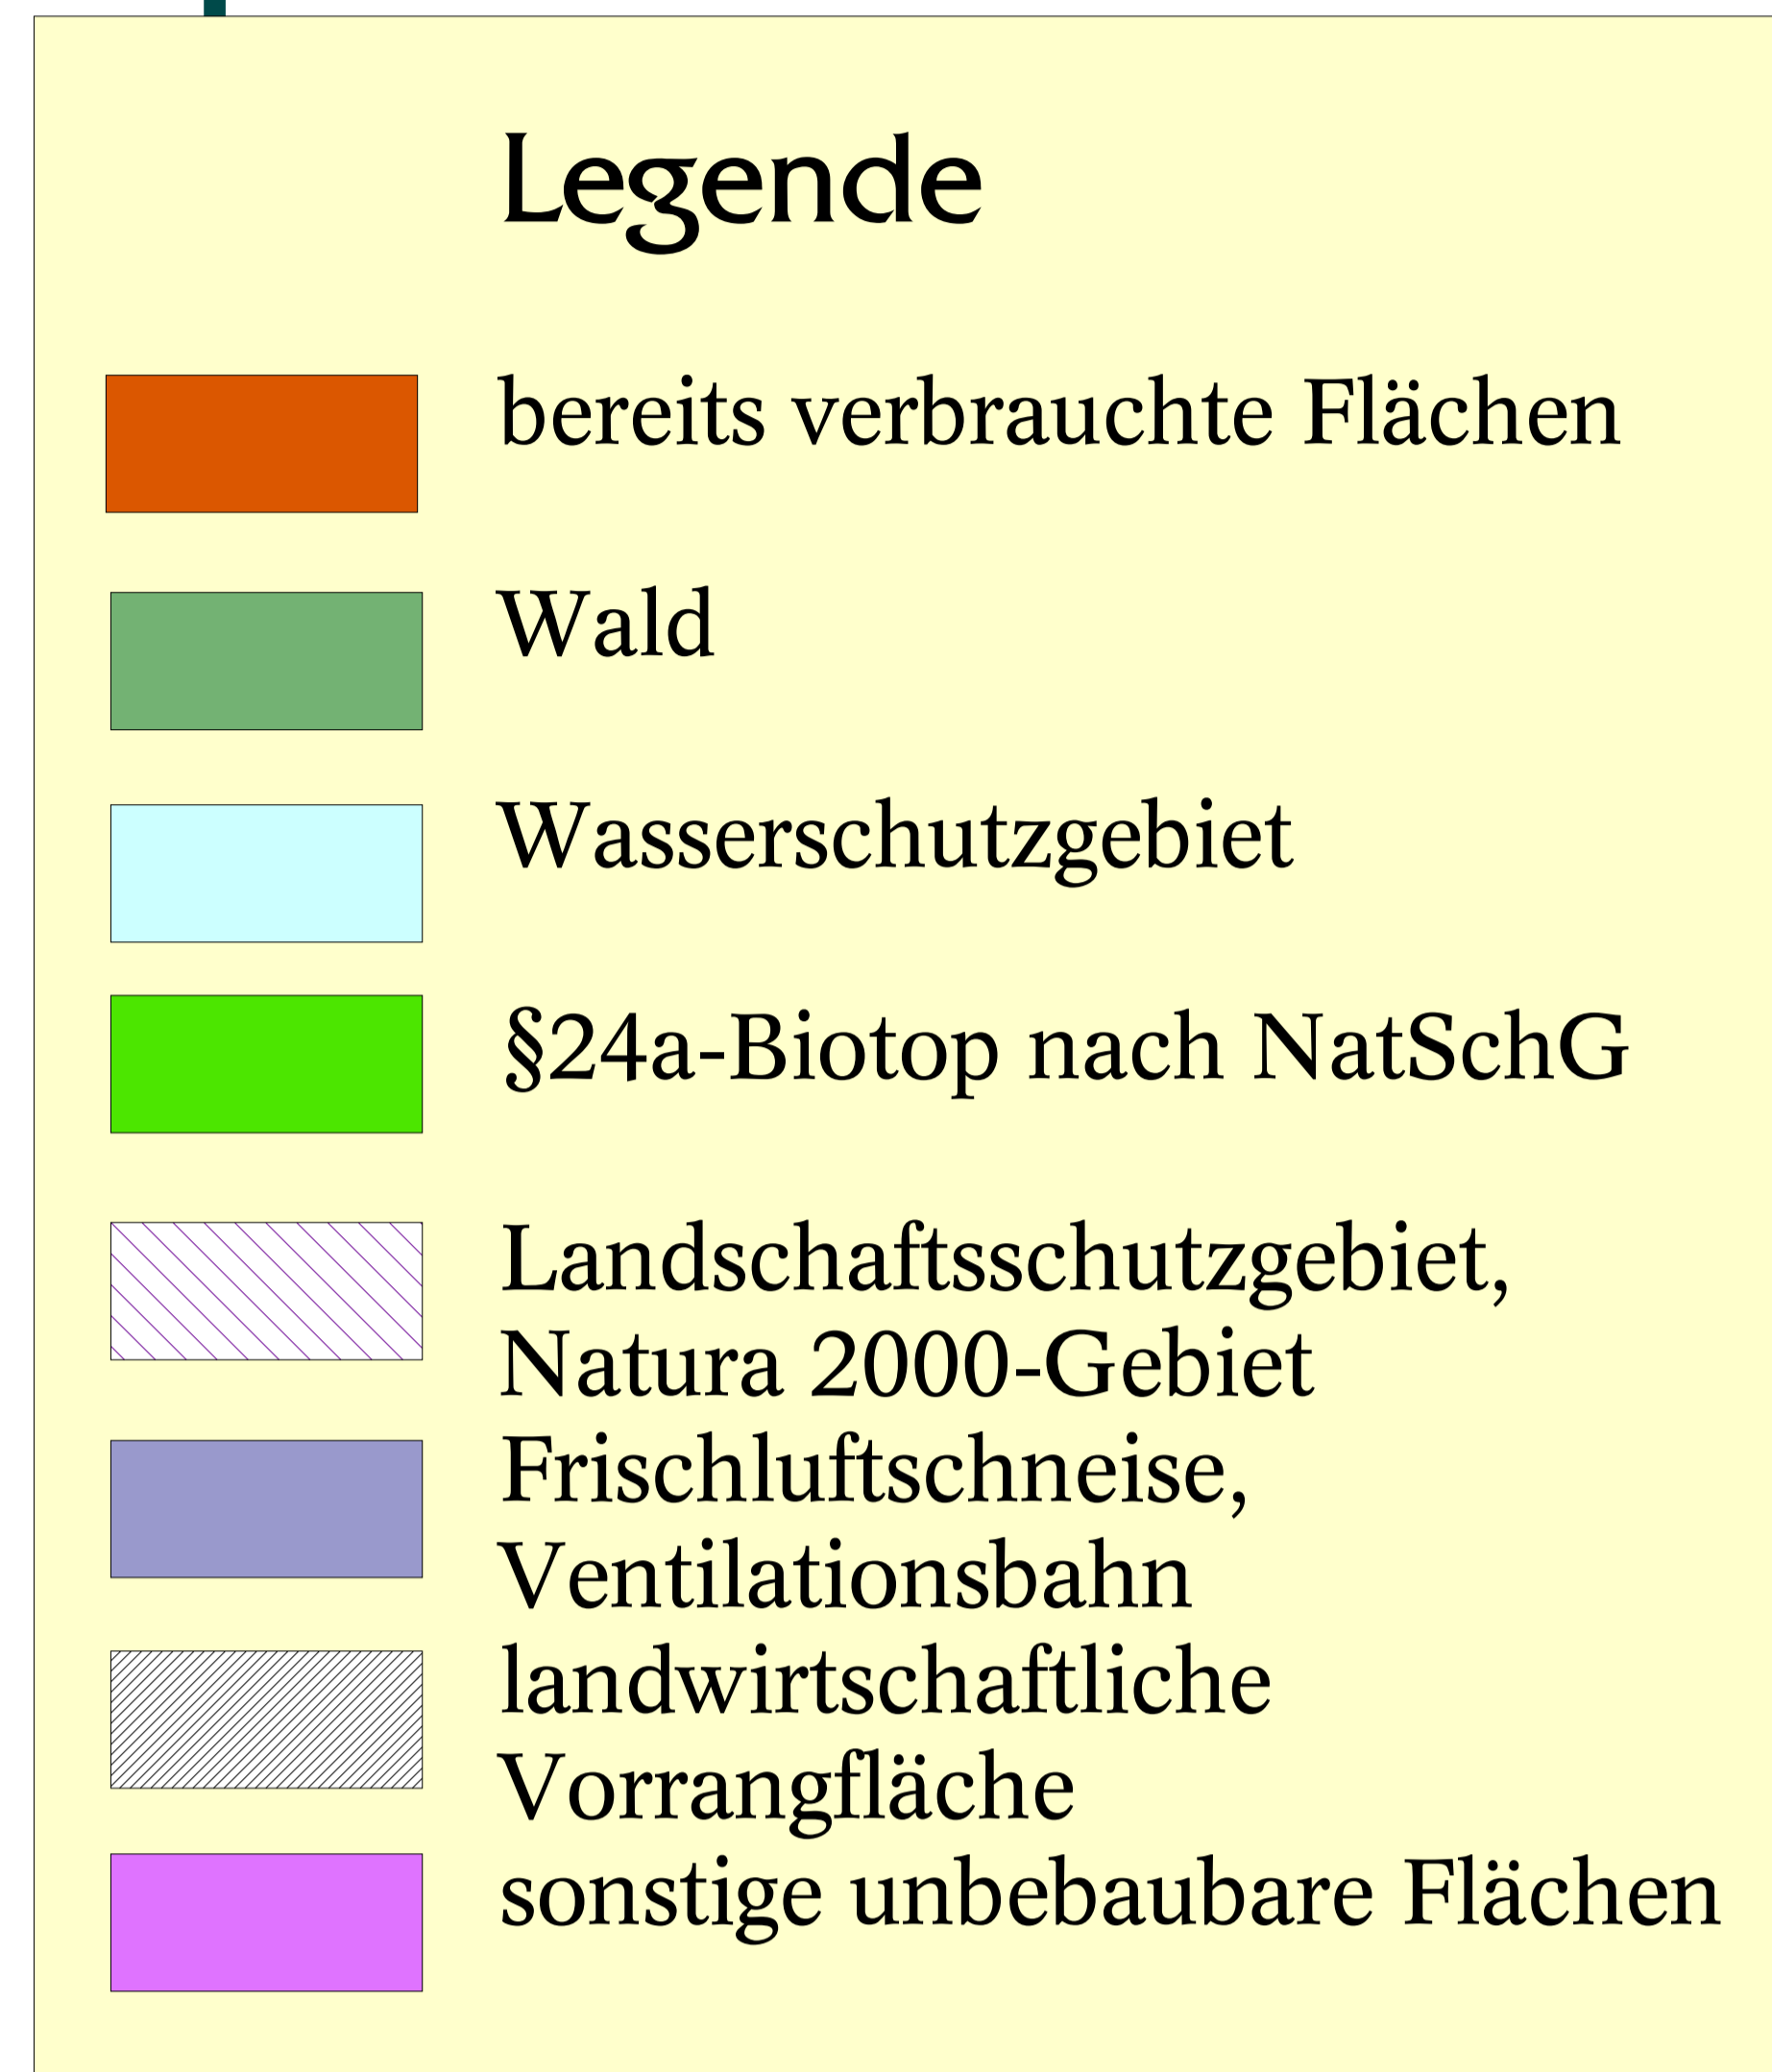 Legende
bereits verbrauchte Flächen
Wald
Wasserschutzgebiet
§24a-Biotop nach NatSchG
Landschaftsschutzgebiet,
Natura 2000-Gebiet
Frischluftschneise,
Ventilationsbahn
landwirtschaftliche
Vorrangfläche
sonstige unbebaubare Flächen